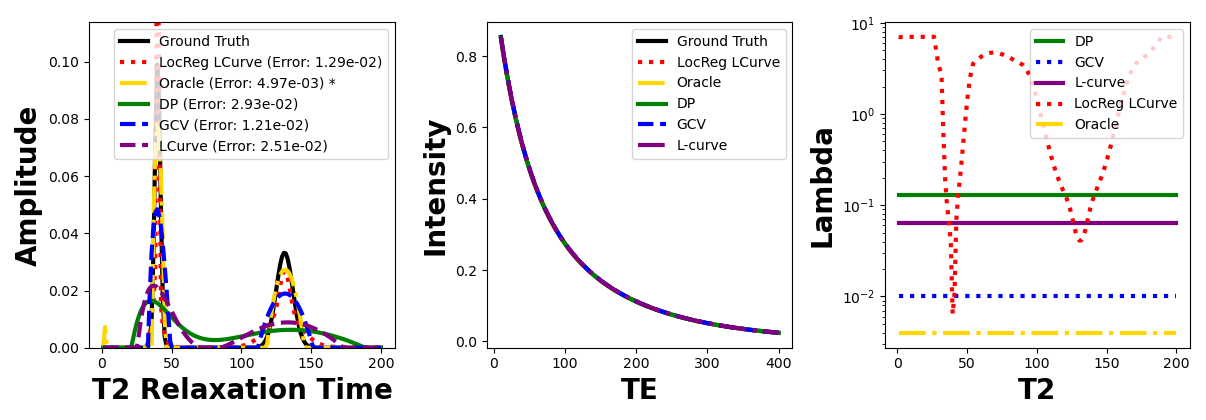 Amplitude
0.10
0.08
0.06
0.04
0.02
0.00
Ground Truth
LocReg LCurve (Error: 1.29e-02)
Oracle (Error: 4.97e-03) *
DP (Error: 2.93e-02)
GCV (Error: 1.21e-02)
LCurve (Error: 2.51e-02)
0 50 100 150 200
T2 Relaxation Time
Intensity
0.8
0.6
0.4
0.2
0.0
Ground Truth
LocReg LCurve
Oracle
DP
GCV
L-curve
0 100 200 300 400
TE
Lambda
10¹
10⁰
10⁻¹
10⁻²
DP
GCV
L-curve
LocReg LCurve
Oracle
0 50 100 150 200
T2